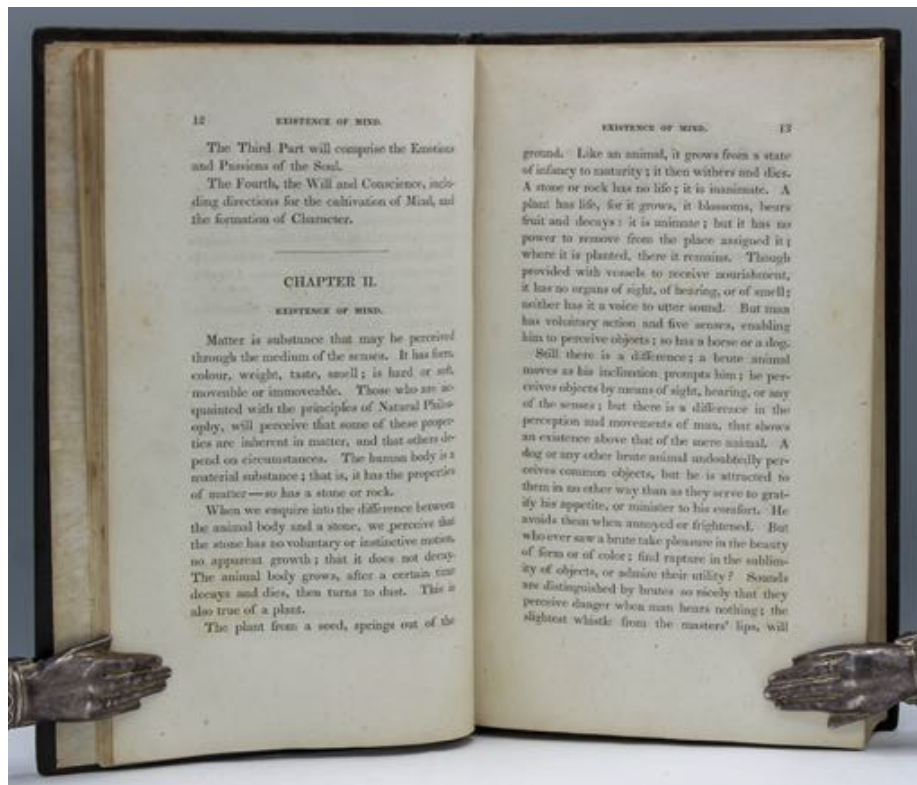 12 EXISTENCE OF MIND.
The Third Part will comprise the Emotions
and Passions of the Soul.
The Fourth, the Will and Conscience, inclu-
ding directions for the cultivation of Mind, and
the formation of Character.
CHAPTER II.
EXISTENCE OF MIND.
Matter is substance that may be perceived
through the medium of the senses. It has form,
colour, weight, taste, smell; is hard or soft,
moveable or immoveable. Those who are ac-
quainted with the principles of Natural Philos-
ophy, will perceive that some of these proper-
ties are inherent in matter, and that others de-
pend on circumstances. The human body is a
material substance; that is, it has the properties
of matter—so has a stone or rock.
When we enquire into the difference between
the animal body and a stone, we perceive that
the stone has no voluntary or instinctive motion,
no apparent growth; that it does not decay.
The animal body grows, after a certain time
decays and dies, then turns to dust. This is
also true of a plant.
The plant from a seed, springs out of the
EXISTENCE OF MIND. 13
ground. Like an animal, it grows from a state
of infancy to maturity; it then withers and dies.
A stone or rock has no life; it is inanimate. A
plant has life, for it grows, it blossoms, bears
fruit and decays: it is animate; but it has no
power to remove from the place assigned it;
where it is planted, there it remains. Though
provided with vessels to receive nourishment,
it has no organs of sight, of hearing, or of smell;
neither has it a voice to utter sound. But man
has voluntary action and five senses, enabling
him to perceive objects; so has a horse or a dog.
Still there is a difference; a brute animal
moves as his inclination prompts him; he per-
ceives objects by means of sight, hearing, or any
of the senses; but there is a difference in the
perception and movements of man, that shows
an existence above that of the mere animal. A
dog or any other brute animal undoubtedly per-
ceives common objects, but he is attracted to
them in no other way than as they serve to grat-
ify his appetite, or minister to his comfort. He
avoids them when annoyed or frightened. But
who ever saw a brute take pleasure in the beauty
of form or of color; find rapture in the sublim-
ity of objects, or admire their utility? Sounds
are distinguished by brutes so nicely that they
perceive danger when man hears nothing; the
slightest whistle from the masters' lips, will